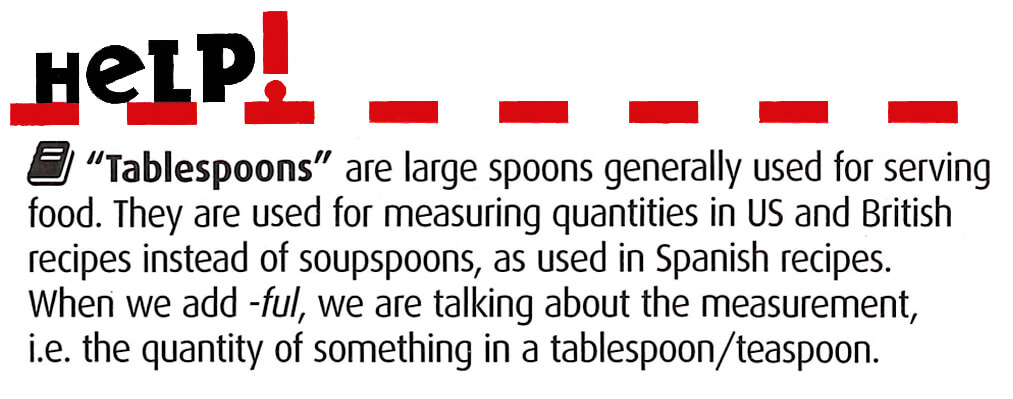 HeLP!
"Tablespoons" are large spoons generally used for serving
food. They are used for measuring quantities in US and British
recipes instead of soupspoons, as used in Spanish recipes.
When we add -ful, we are talking about the measurement,
i.e. the quantity of something in a tablespoon/teaspoon.